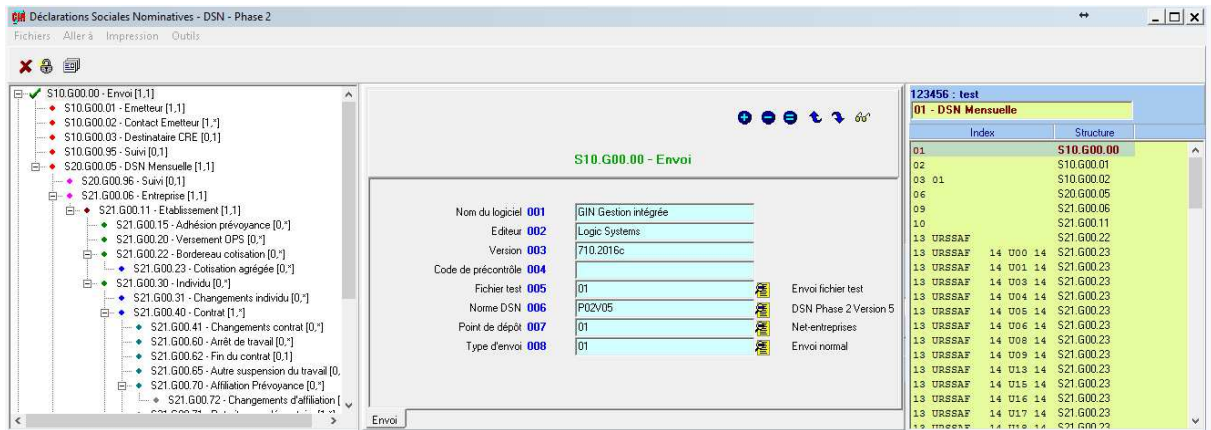 GIN Déclarations Sociales Nominatives - DSN - Phase 2
Fichiers Aller à Impression Outils
S10.G00.00 - Envoi [1,1]
S10.G00.01 - Emetteur [1,1]
S10.G00.02 - Contact Emetteur [1,*]
S10.G00.03 - Destinataire CRE [0,1]
S10.G00.95 - Suivi [0,1]
S20.G00.05 - DSN Mensuelle [1,1]
S20.G00.96 - Suivi [0,1]
S21.G00.06 - Entreprise [1,1]
S21.G00.11 - Etablissement [1,1]
S21.G00.15 - Adhésion prévoyance [0,*]
S21.G00.20 - Versement OPS [0,*]
S21.G00.22 - Bordereau cotisation [0,*]
S21.G00.23 - Cotisation agrégée [0,*]
S21.G00.30 - Individu [0,*]
S21.G00.31 - Changements individu [0,*]
S21.G00.40 - Contrat [1,*]
S21.G00.41 - Changements contrat [0,*]
S21.G00.60 - Arrêt de travail [0,*]
S21.G00.62 - Fin du contrat [0,1]
S21.G00.65 - Autre suspension du travail [0,
S21.G00.70 - Affiliation Prévoyance [0,*]
S21.G00.72 - Changements d'affiliation [
S10.G00.00 - Envoi
Nom du logiciel 001 GIN Gestion intégrée
Editeur 002 Logic Systems
Version 003 710.2016c
Code de précontrôle 004
Fichier test 005 01 Envoi fichier test
Norme DSN 006 P02V05 DSN Phase 2 Version 5
Point de dépôt 007 01 Net-entreprises
Type d'envoi 008 01 Envoi normal
Envoi
123456 : test
01 - DSN Mensuelle
Index Structure
01 S10.G00.00
02 S10.G00.01
03 01 S10.G00.02
06 S20.G00.05
09 S21.G00.06
10 S21.G00.11
13 URSSAF S21.G00.22
13 URSSAF 14 U00 14 S21.G00.23
13 URSSAF 14 U01 14 S21.G00.23
13 URSSAF 14 U03 14 S21.G00.23
13 URSSAF 14 U04 14 S21.G00.23
13 URSSAF 14 U05 14 S21.G00.23
13 URSSAF 14 U06 14 S21.G00.23
13 URSSAF 14 U08 14 S21.G00.23
13 URSSAF 14 U09 14 S21.G00.23
13 URSSAF 14 U13 14 S21.G00.23
13 URSSAF 14 U15 14 S21.G00.23
13 URSSAF 14 U16 14 S21.G00.23
13 URSSAF 14 U17 14 S21.G00.23
13 URSSAF 14 U18 14 S21.G00.23